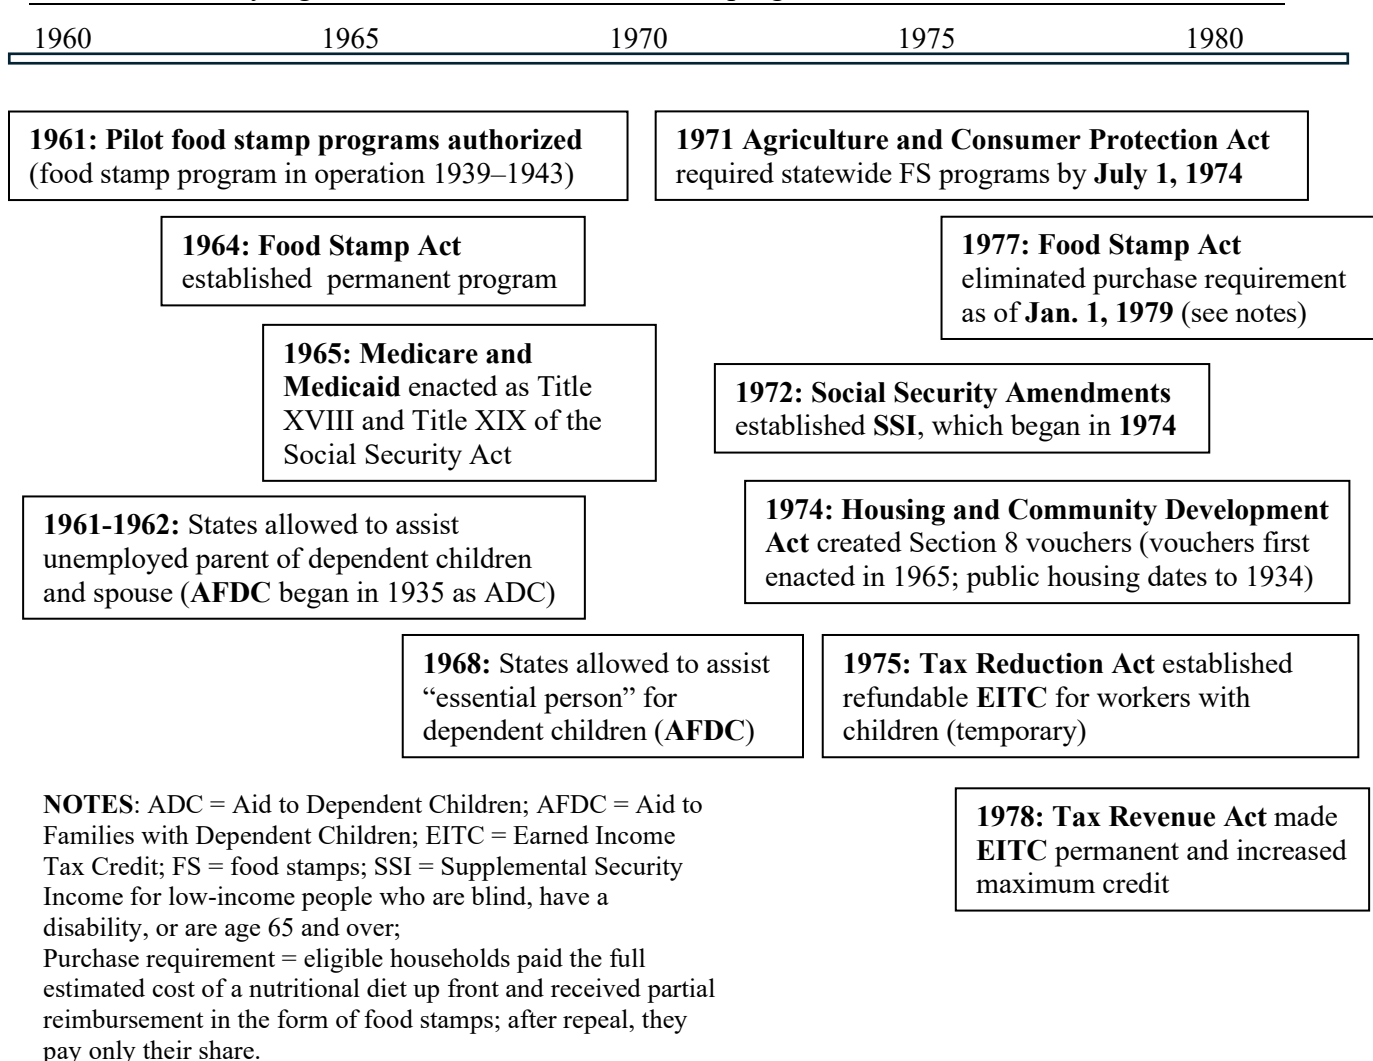 1960 1965 1970 1975 1980
1961: Pilot food stamp programs authorized
(food stamp program in operation 1939–1943)
1971 Agriculture and Consumer Protection Act
required statewide FS programs by July 1, 1974
1964: Food Stamp Act
established permanent program
1977: Food Stamp Act
eliminated purchase requirement
as of Jan. 1, 1979 (see notes)
1965: Medicare and
Medicaid enacted as Title
XVIII and Title XIX of the
Social Security Act
1972: Social Security Amendments
established SSI, which began in 1974
1961-1962: States allowed to assist
unemployed parent of dependent children
and spouse (AFDC began in 1935 as ADC)
1974: Housing and Community Development
Act created Section 8 vouchers (vouchers first
enacted in 1965; public housing dates to 1934)
1968: States allowed to assist
“essential person” for
dependent children (AFDC)
1975: Tax Reduction Act established
refundable EITC for workers with
children (temporary)
1978: Tax Revenue Act made
EITC permanent and increased
maximum credit
NOTES: ADC = Aid to Dependent Children; AFDC = Aid to
Families with Dependent Children; EITC = Earned Income
Tax Credit; FS = food stamps; SSI = Supplemental Security
Income for low-income people who are blind, have a
disability, or are age 65 and over;
Purchase requirement = eligible households paid the full
estimated cost of a nutritional diet up front and received partial
reimbursement in the form of food stamps; after repeal, they
pay only their share.